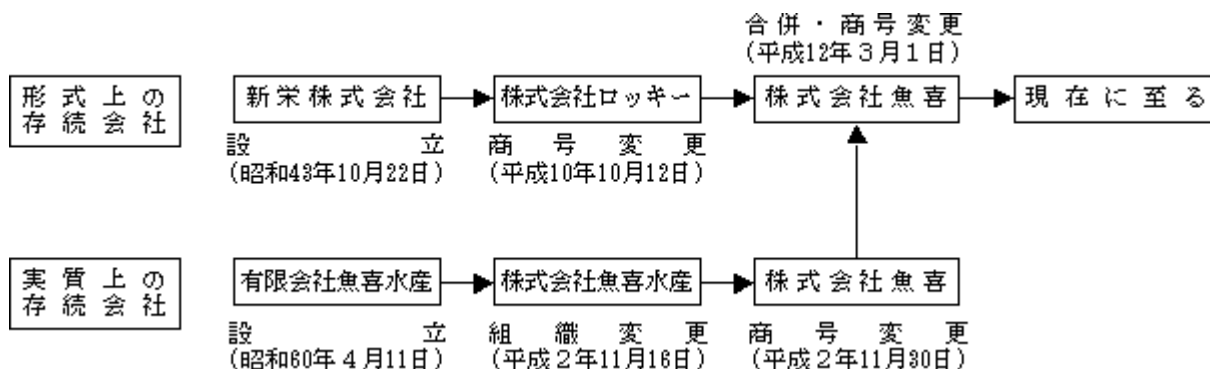 合併・商号変更
(平成12年３月１日)
形式上の
存続会社
新栄株式会社
株式会社ロッキー
株式会社魚喜
現在に至る
設立
(昭和43年10月22日)
商号変更
(平成10年10月12日)
実質上の
存続会社
有限会社魚喜水産
株式会社魚喜水産
株式会社魚喜
設立
(昭和60年４月11日)
組織変更
(平成２年11月16日)
商号変更
(平成２年11月30日)